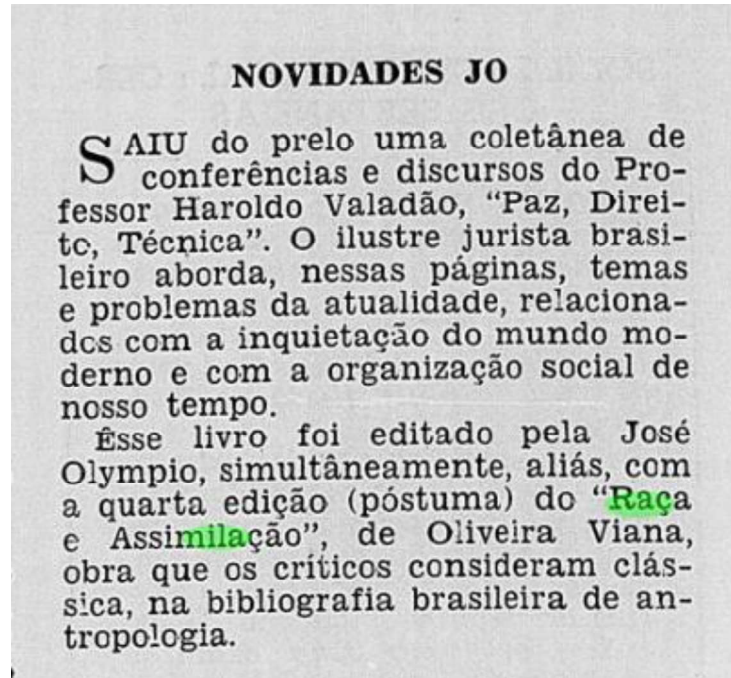 NOVIDADES JO
SAIU do prelo uma coletânea de
conferências e discursos do Pro-
fessor Haroldo Valadão, “Paz, Direi-
to, Técnica”. O ilustre jurista brasi-
leiro aborda, nessas páginas, temas
e problemas da atualidade, relaciona-
dos com a inquietação do mundo mo-
derno e com a organização social de
nosso tempo.
Êsse livro foi editado pela José
Olympio, simultâneamente, aliás, com
a quarta edição (póstuma) do “Raça
e Assimilação”, de Oliveira Viana,
obra que os críticos consideram clás-
sica, na bibliografia brasileira de an-
tropologia.